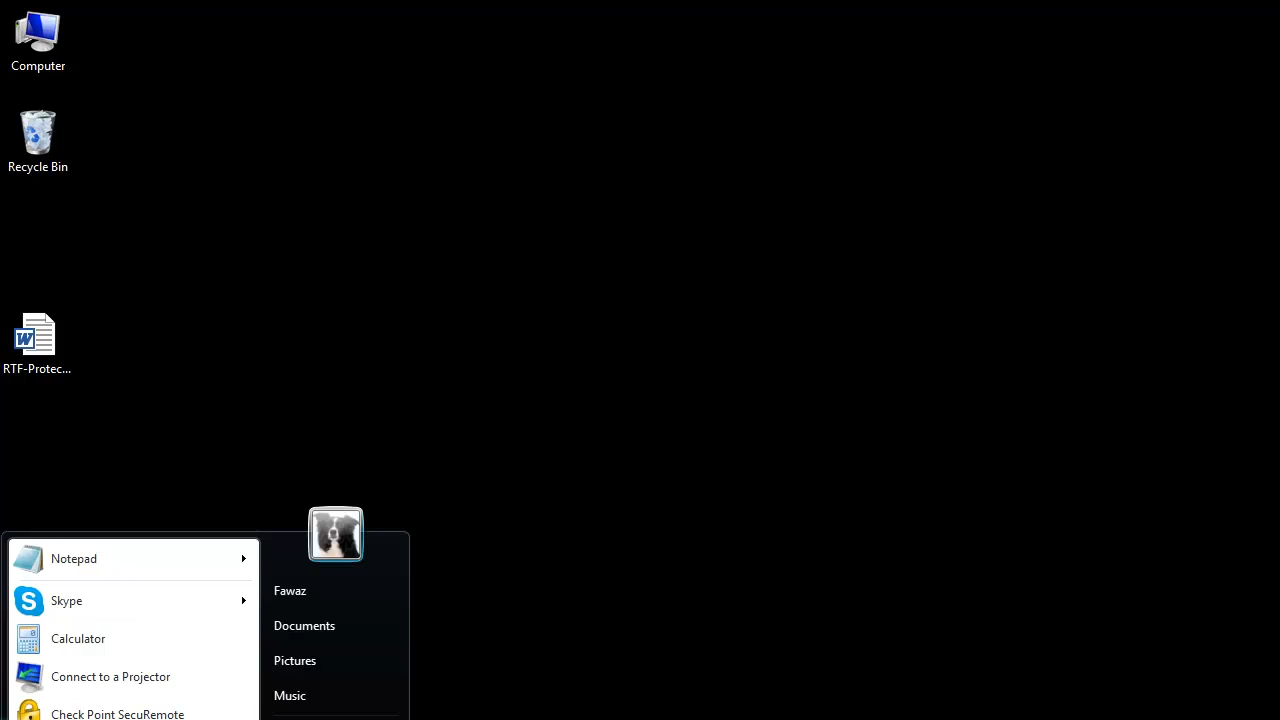 Computer
Recycle Bin
RTF-Protec...
Notepad
Skype
Calculator
Connect to a Projector
Check Point SecuRemote
Fawaz
Documents
Pictures
Music